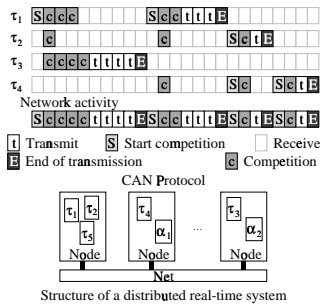 τ1 S c c c S c c t t t E
τ2 c c S c t E
τ3 c c c c t t t t E
τ4 c S c S c t E
Network activity
S c c c c t t t t E S c c t t t E S c t E S c t E
t Transmit S Start competition Receive
E End of transmission c Competition
CAN Protocol
τ1 τ2 τ5 Node
τ4 α1 Node
...
τ3 α2 Node
Net
Structure of a distributed real-time system